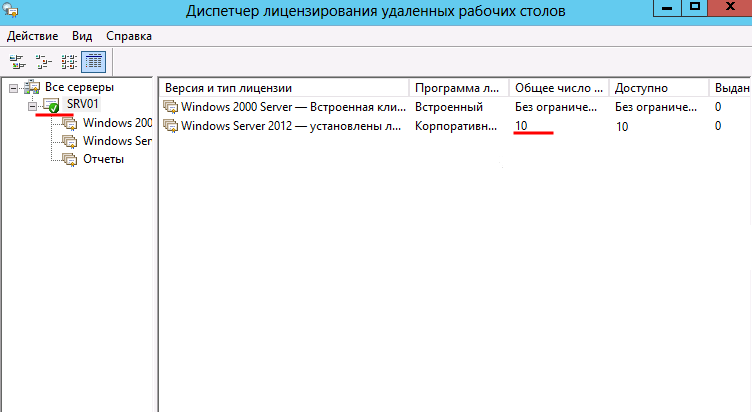 Диспетчер лицензирования удаленных рабочих столов
Действие Вид Справка
Все серверы
SRV01
Windows 200
Windows Ser
Отчеты
Версия и тип лицензии Программа л... Общее число ... Доступно Выдан
Windows 2000 Server — Встроенная кли... Встроенный Без ограниче... Без ограниче... 0
Windows Server 2012 — установлены л... Корпоративн... 10 10 0